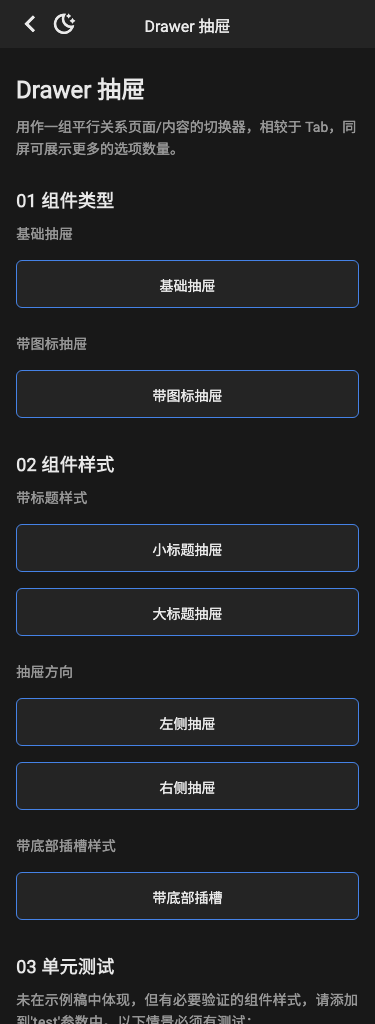 Drawer 抽屉
Drawer 抽屉
用作一组平行关系页面/内容的切换器，相较于 Tab，同
屏可展示更多的选项数量。
01 组件类型
基础抽屉
基础抽屉
带图标抽屉
带图标抽屉
02 组件样式
带标题样式
小标题抽屉
大标题抽屉
抽屉方向
左侧抽屉
右侧抽屉
带底部插槽样式
带底部插槽
03 单元测试
未在示例稿中体现，但有必要验证的组件样式，请添加
到'test'参数中。以下情景必须有测试：